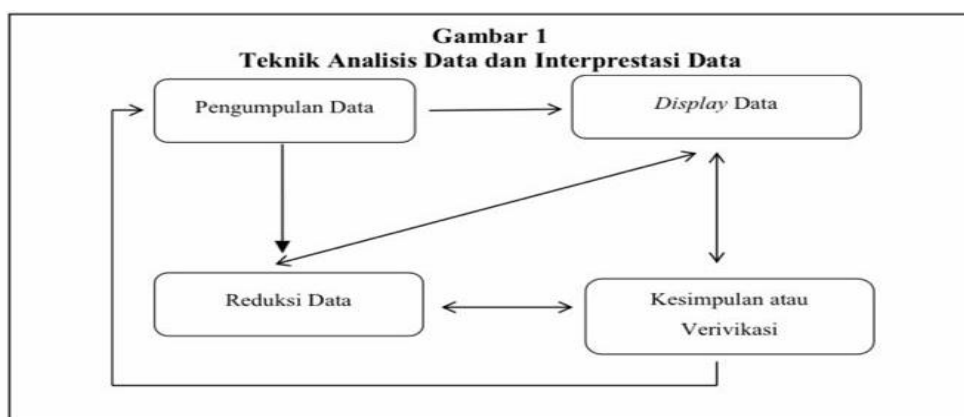 Gambar 1
Teknik Analisis Data dan Interprestasi Data
Pengumpulan Data
Display Data
Reduksi Data
Kesimpulan atau
Verivikasi